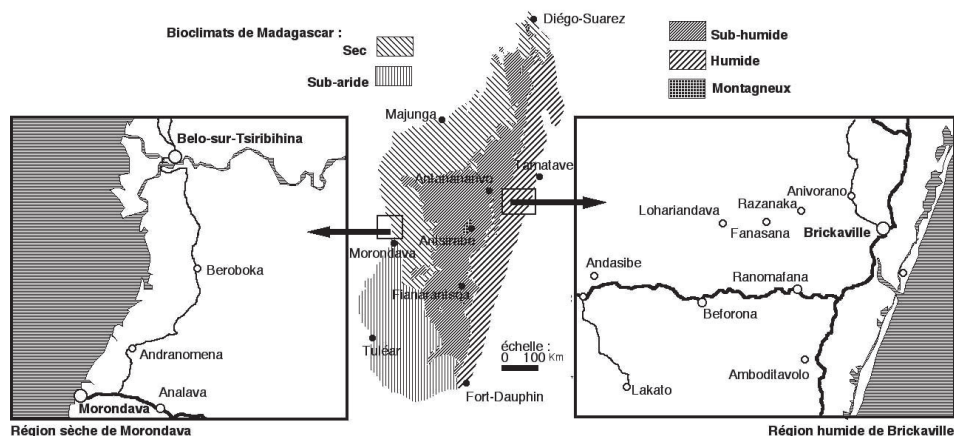 Diégo-Suarez
Bioclimats de Madagascar :
Sec
Sub-aride
Sub-humide
Humide
Montagneux
Majunga
Tamatave
Antananarivo
Antsirabe
Morondava
Fianarantsoa
Tuléar
échelle :
0 100 Km
Fort-Dauphin
Belo-sur-Tsiribihina
Beroboka
Andranomena
Analava
Morondava
Région sèche de Morondava
Anivorano
Razanaka
Lohariandava
Fanasana
Brickaville
Andasibe
Ranomafana
Beforona
Amboditavolo
Lakato
Région humide de Brickaville